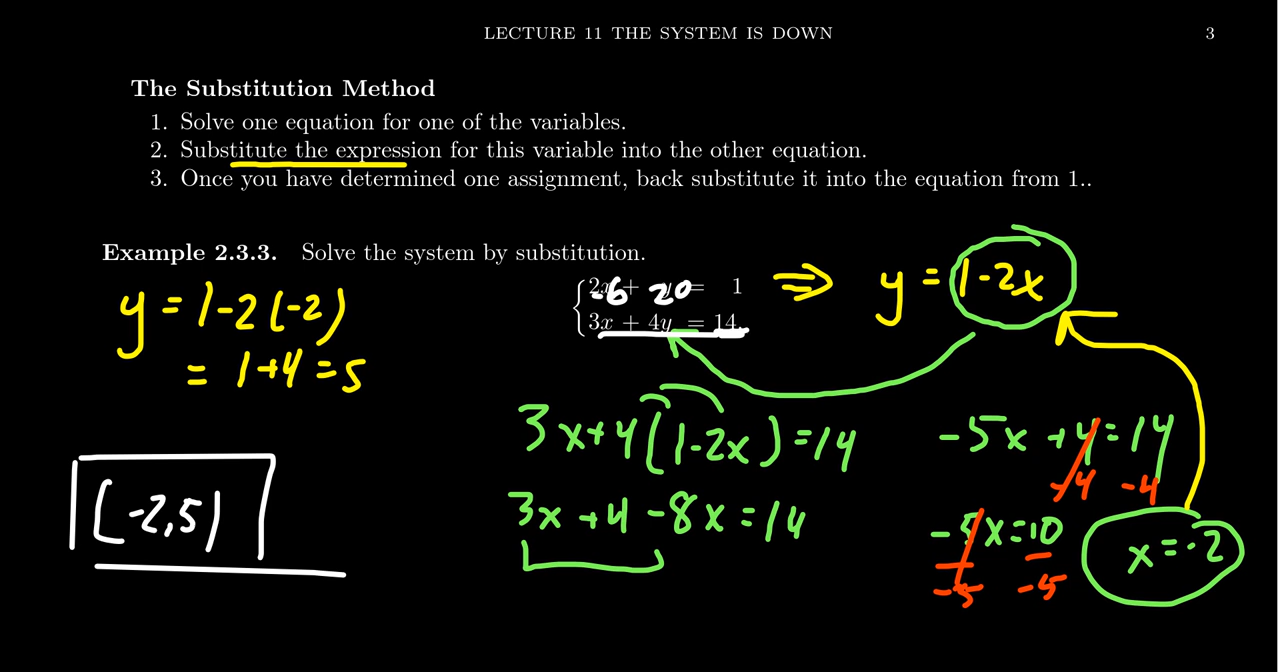 LECTURE 11 THE SYSTEM IS DOWN 3
The Substitution Method
1. Solve one equation for one of the variables.
2. Substitute the expression for this variable into the other equation.
3. Once you have determined one assignment, back substitute it into the equation from 1..
Example 2.3.3. Solve the system by substitution.
2x + y = 1
3x + 4y = 14.
-6 20
⇒ y = 1-2x
y = 1-2(-2)
= 1+4 = 5
3x+4(1-2x)=14
3x +4 -8x = 14
-5x +4 = 14
-4 -4
-5x = 10
-5 -5
x = -2
(-2,5)